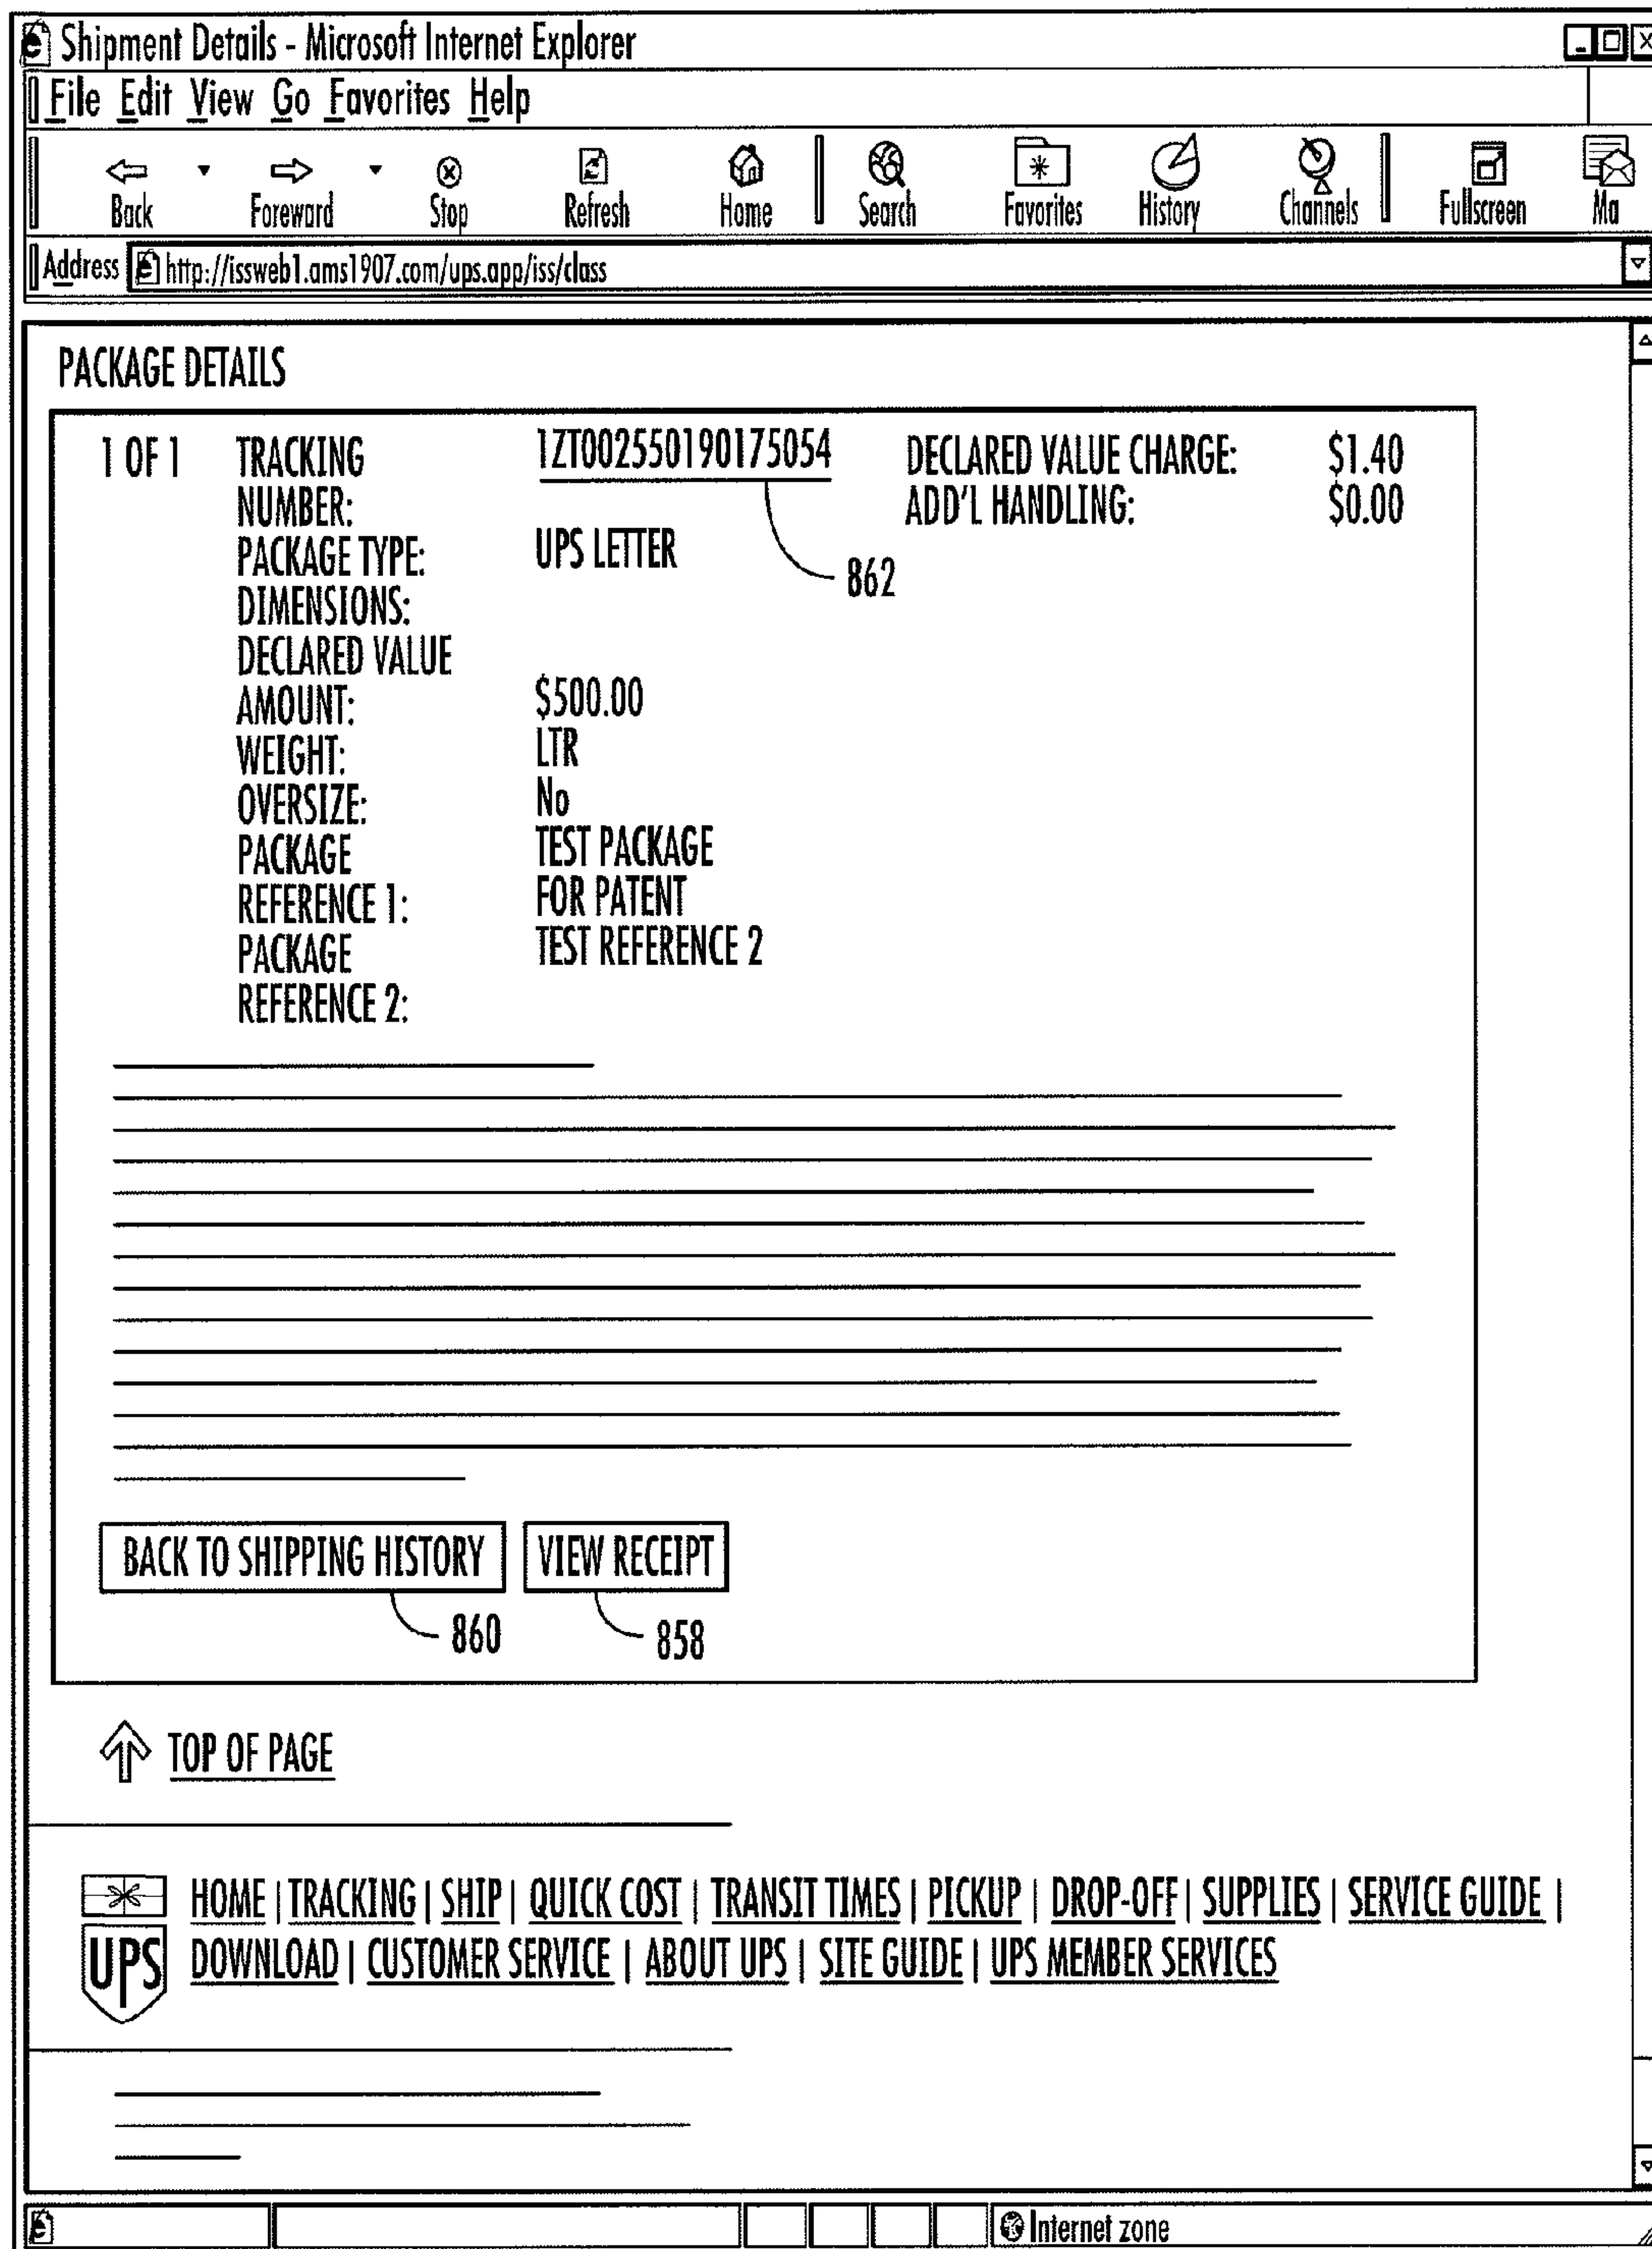 Shipment Details - Microsoft Internet Explorer
File Edit View Go Favorites Help
Back Foreward Stop Refresh Home Search Favorites History Channels Fullscreen Ma
Address http://issweb1.ams1907.com/ups.app/iss/class
PACKAGE DETAILS
1 OF 1 TRACKING 1ZT002550190175054 DECLARED VALUE CHARGE: $1.40
NUMBER: ADD'L HANDLING: $0.00
PACKAGE TYPE: UPS LETTER
862
DIMENSIONS:
DECLARED VALUE
AMOUNT: $500.00
WEIGHT: LTR
OVERSIZE: No
PACKAGE TEST PACKAGE
REFERENCE 1: FOR PATENT
PACKAGE TEST REFERENCE 2
REFERENCE 2:
BACK TO SHIPPING HISTORY VIEW RECEIPT
860 858
TOP OF PAGE
HOME | TRACKING | SHIP | QUICK COST | TRANSIT TIMES | PICKUP | DROP-OFF | SUPPLIES | SERVICE GUIDE |
UPS DOWNLOAD | CUSTOMER SERVICE | ABOUT UPS | SITE GUIDE | UPS MEMBER SERVICES
Internet zone